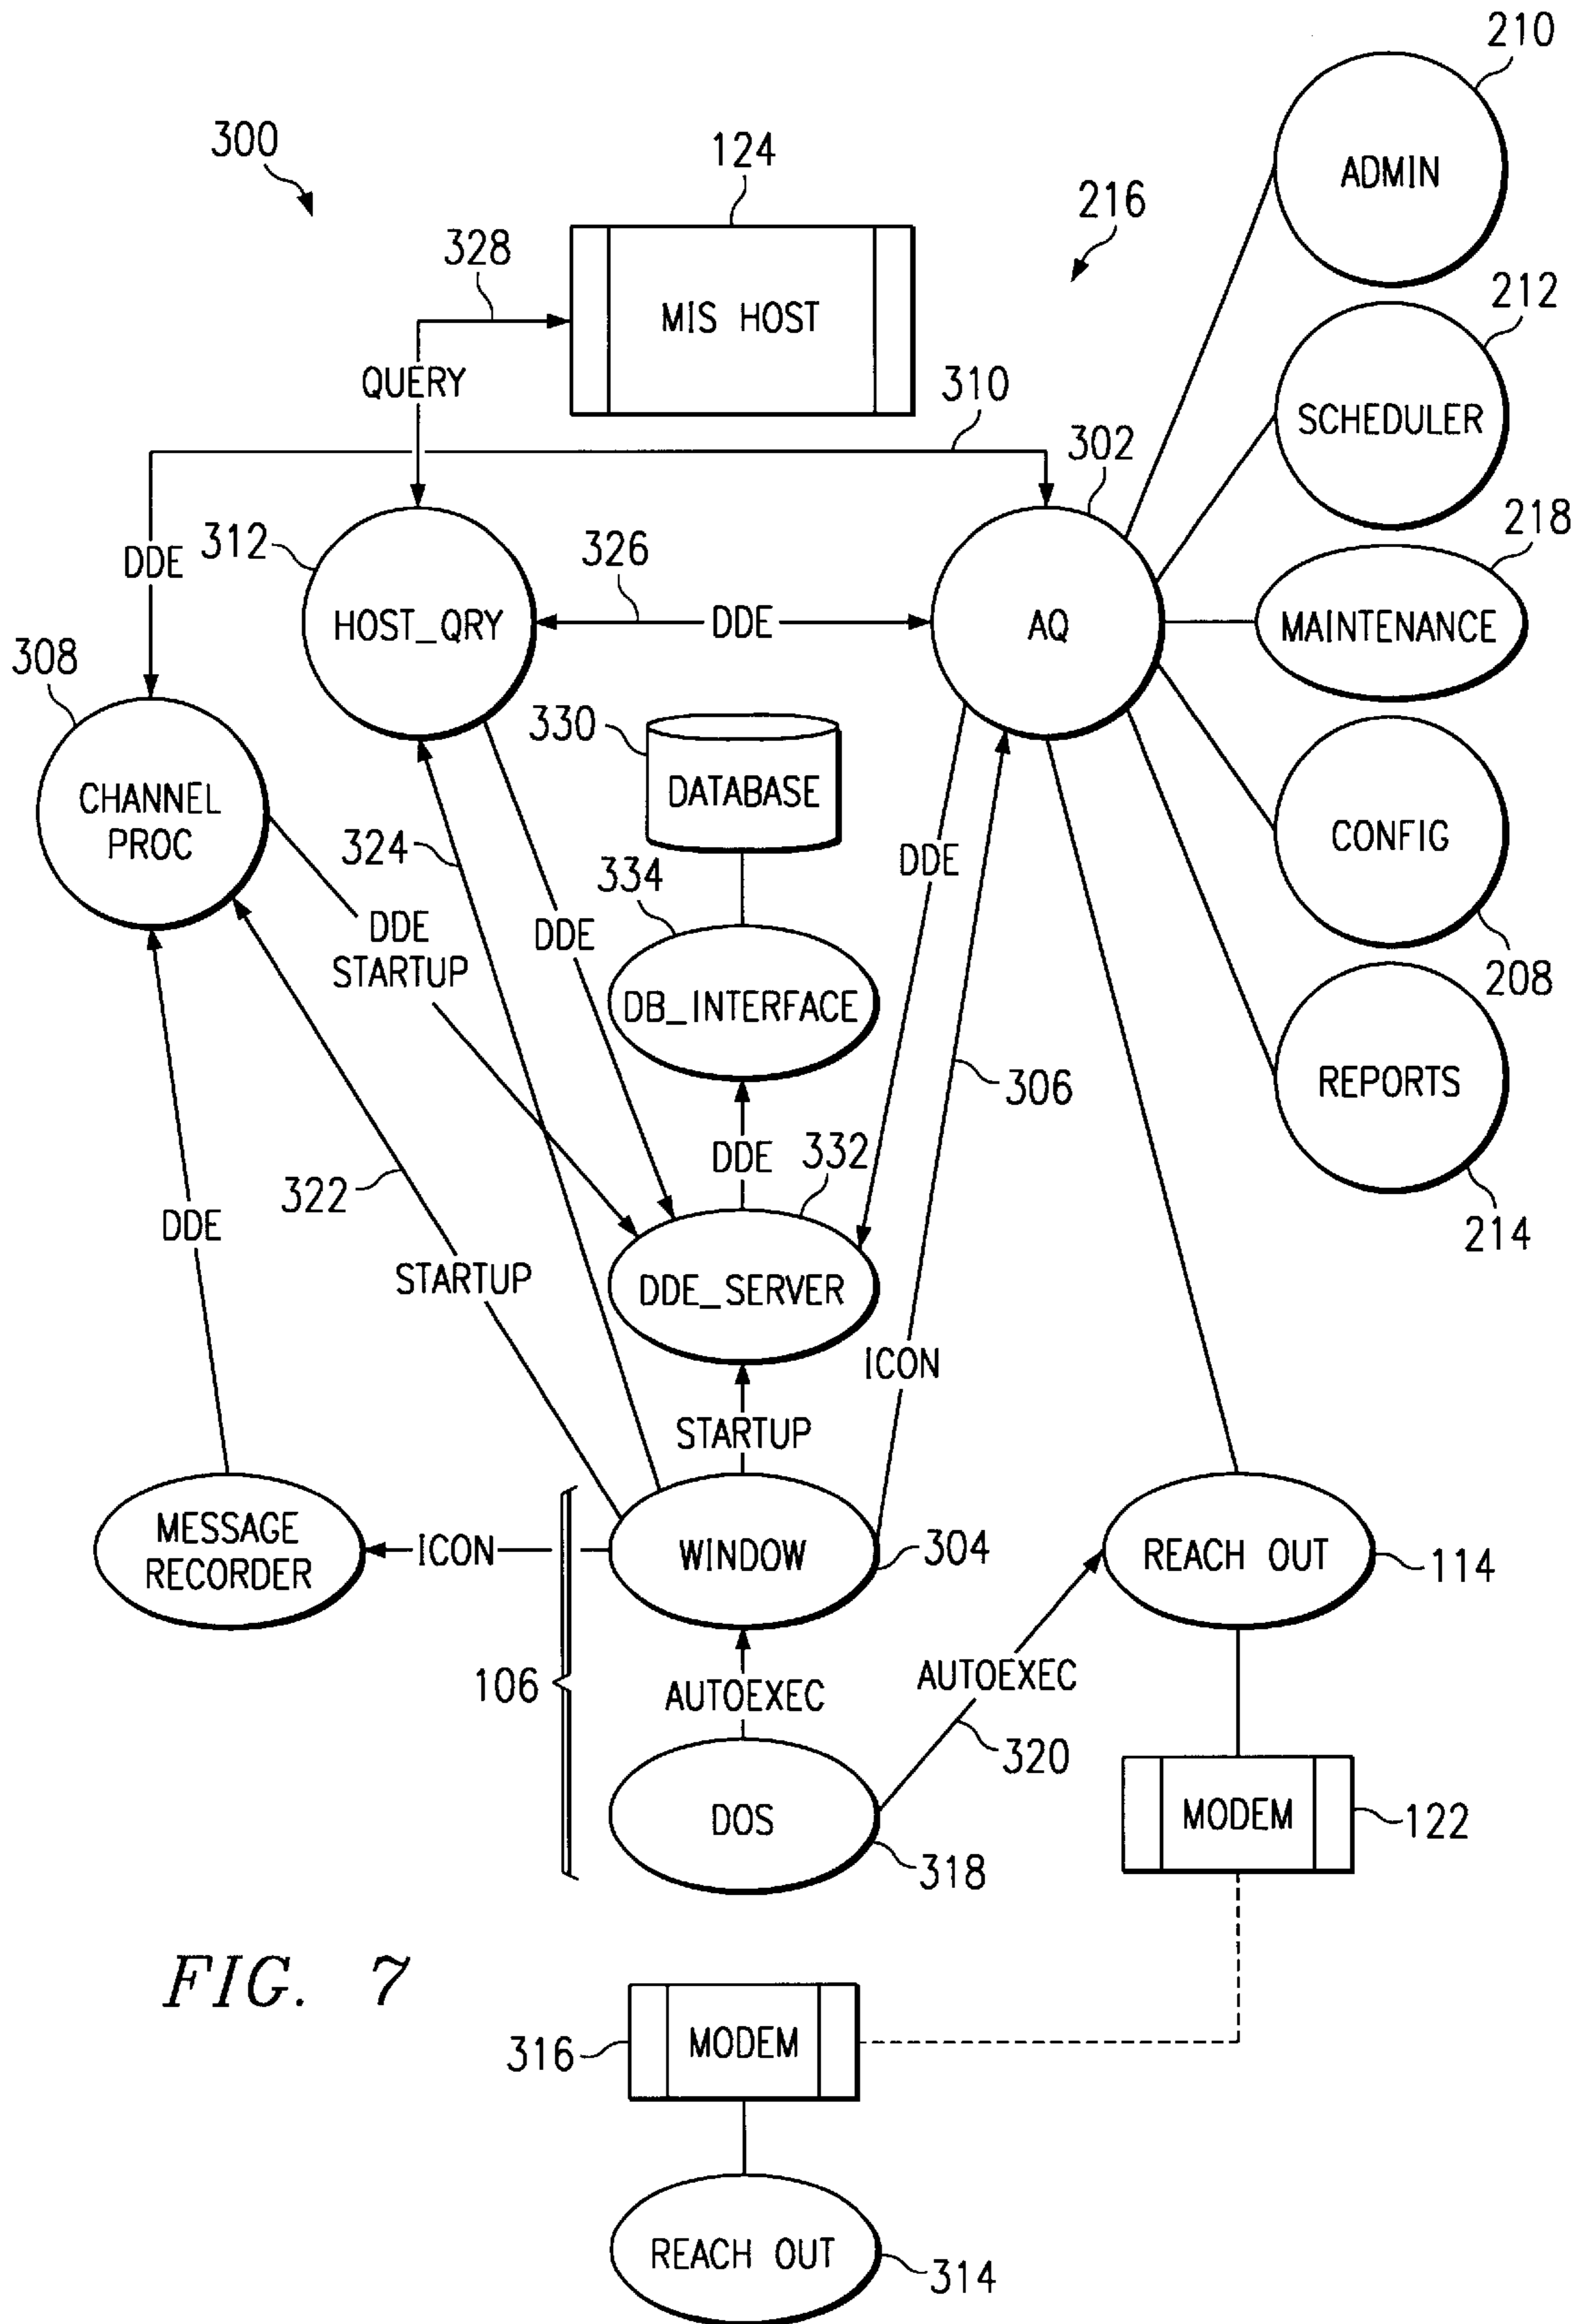 210
300
124
ADMIN
216
328
MIS HOST
212
QUERY
310
SCHEDULER
302
DDE
312
326
218
HOST_QRY
DDE
AQ
MAINTENANCE
308
330
DATABASE
CHANNEL
PROC
324
DDE
CONFIG
334
DDE
STARTUP
DDE
208
DB_INTERFACE
306
REPORTS
DDE
332
322
DDE
214
STARTUP
DDE_SERVER
ICON
STARTUP
MESSAGE
RECORDER
ICON
WINDOW
304
REACH OUT
114
106
AUTOEXEC
AUTOEXEC
320
DOS
MODEM
122
318
FIG. 7
316
MODEM
REACH OUT
314